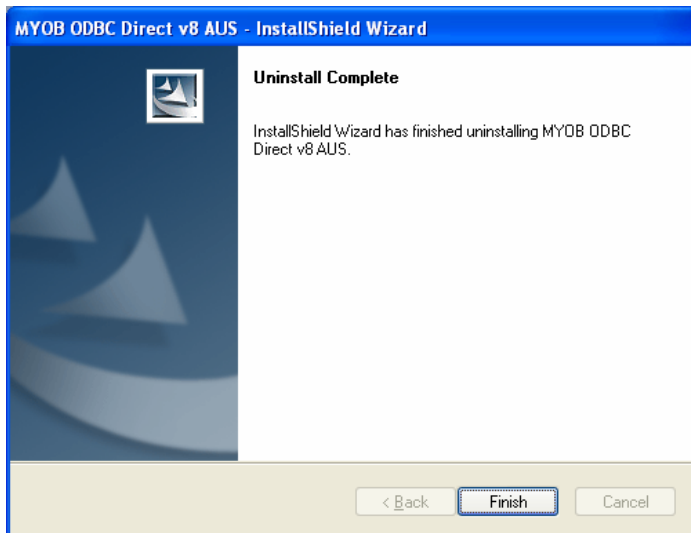 MYOB ODBC Direct v8 AUS - InstallShield Wizard
Uninstall Complete
InstallShield Wizard has finished uninstalling MYOB ODBC
Direct v8 AUS.
< Back
Finish
Cancel